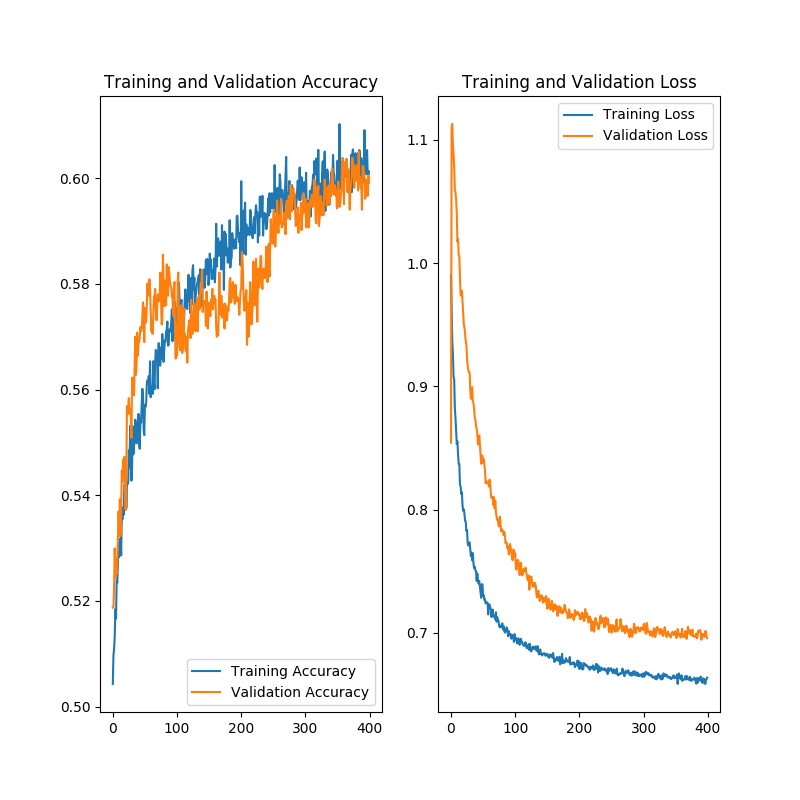 Training and Validation Accuracy
0.60
0.58
0.56
0.54
0.52
0.50
Training Accuracy
Validation Accuracy
0 100 200 300 400
Training and Validation Loss
Training Loss
Validation Loss
1.1
1.0
0.9
0.8
0.7
0 100 200 300 400